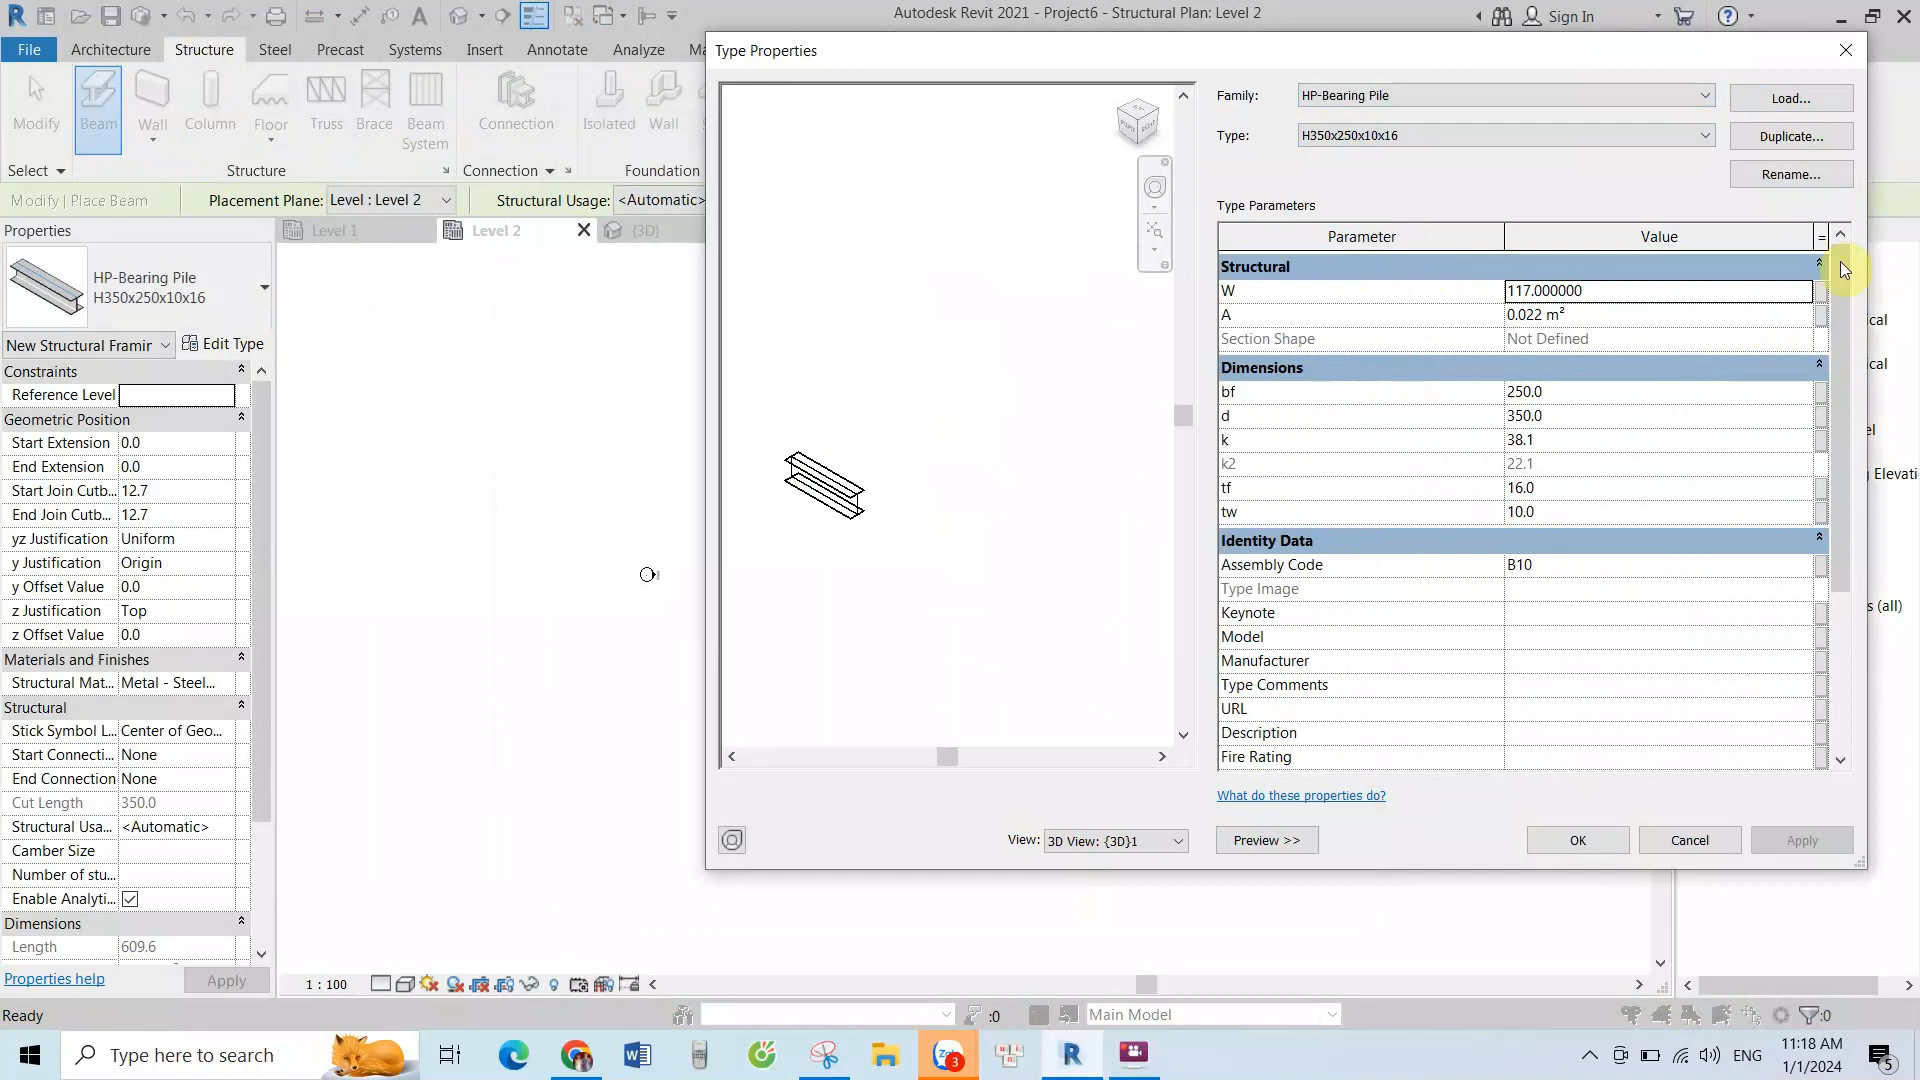 Autodesk Revit 2021 - Project6 - Structural Plan: Level 2
Sign In
File
Architecture
Structure
Steel
Precast
Systems
Insert
Annotate
Analyze
Modify
Beam
Wall
Column
Floor
Truss
Brace
Beam
System
Connection
Isolated
Wall
Select
Structure
Connection
Foundation
Modify | Place Beam
Placement Plane:
Level : Level 2
Structural Usage:
<Automatic>
Properties
Level 1
Level 2
{3D}
HP-Bearing Pile
H350x250x10x16
New Structural Framir
Edit Type
Constraints
Reference Level
Geometric Position
Start Extension 0.0
End Extension 0.0
Start Join Cutb... 12.7
End Join Cutb... 12.7
yz Justification Uniform
y Justification Origin
y Offset Value 0.0
z Justification Top
z Offset Value 0.0
Materials and Finishes
Structural Mat... Metal - Steel...
Structural
Stick Symbol L... Center of Geo...
Start Connecti... None
End Connection None
Cut Length 350.0
Structural Usa... <Automatic>
Camber Size
Number of stu...
Enable Analyti...
Dimensions
Length 609.6
Properties help
Apply
Type Properties
Family:
HP-Bearing Pile
Load...
Type:
H350x250x10x16
Duplicate...
Rename...
Type Parameters
Parameter Value =
Structural
W 117.000000
A 0.022 m²
Section Shape Not Defined
Dimensions
bf 250.0
d 350.0
k 38.1
k2 22.1
tf 16.0
tw 10.0
Identity Data
Assembly Code B10
Type Image
Keynote
Model
Manufacturer
Type Comments
URL
Description
Fire Rating
What do these properties do?
View:
3D View: {3D}1
Preview >>
OK
Cancel
Apply
ical
ical
el
g Elevati
s (all)
1 : 100
Ready
:0
Main Model
:0
Type here to search
3
ENG
11:18 AM
1/1/2024
5